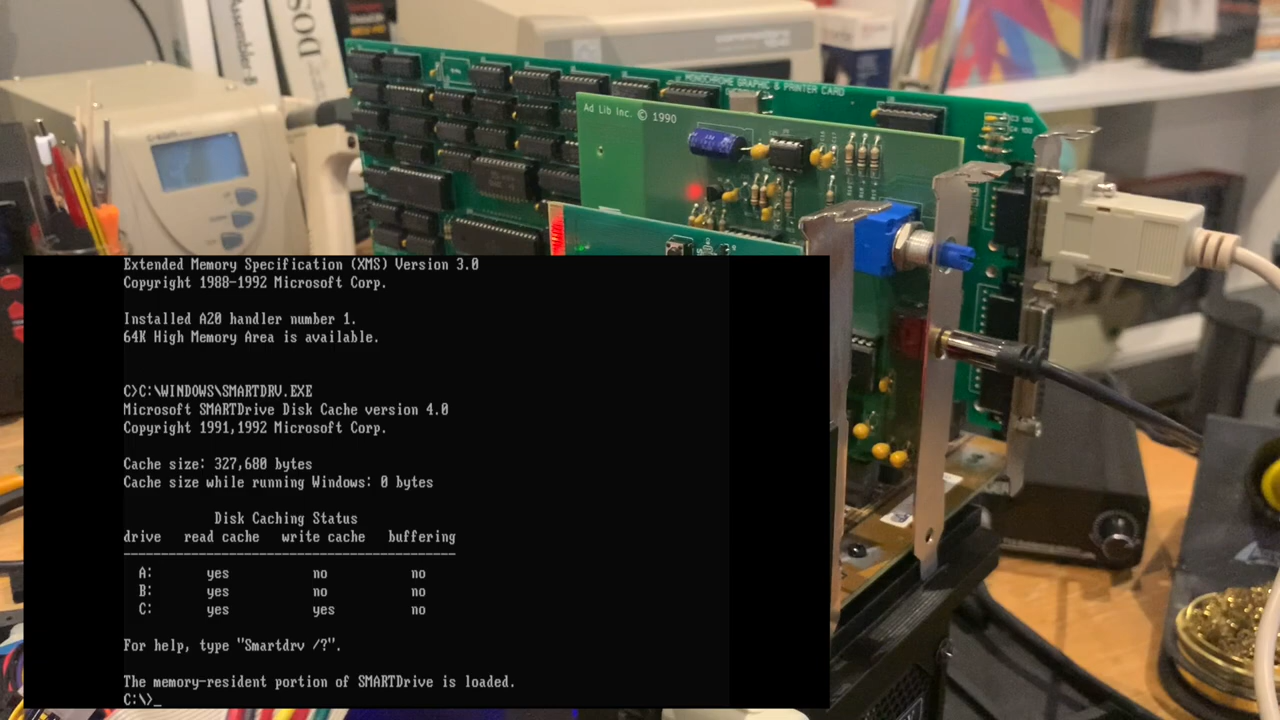 DOS
MONOCHROME GRAPHIC & PRINTER CARD
Ad Lib Inc. © 1990
Extended Memory Specification (XMS) Version 3.0
Copyright 1988-1992 Microsoft Corp.
Installed A20 handler number 1.
64K High Memory Area is available.
C>C:\WINDOWS\SMARTDRV.EXE
Microsoft SMARTDrive Disk Cache version 4.0
Copyright 1991,1992 Microsoft Corp.
Cache size: 327,680 bytes
Cache size while running Windows: 0 bytes
Disk Caching Status
drive read cache write cache buffering
-----------------------------------------------
A: yes no no
B: yes no no
C: yes yes no
For help, type "Smartdrv /?".
The memory-resident portion of SMARTDrive is loaded.
C:\>_